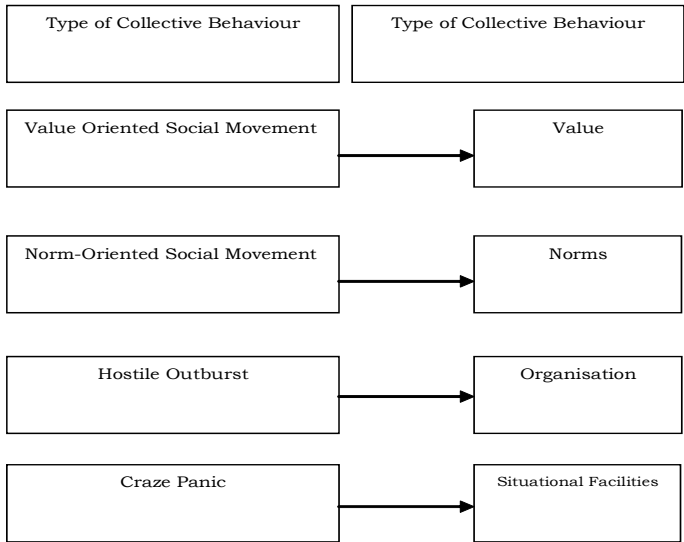 Type of Collective Behaviour
Type of Collective Behaviour
Value Oriented Social Movement
Value
Norm-Oriented Social Movement
Norms
Hostile Outburst
Organisation
Craze Panic
Situational Facilities